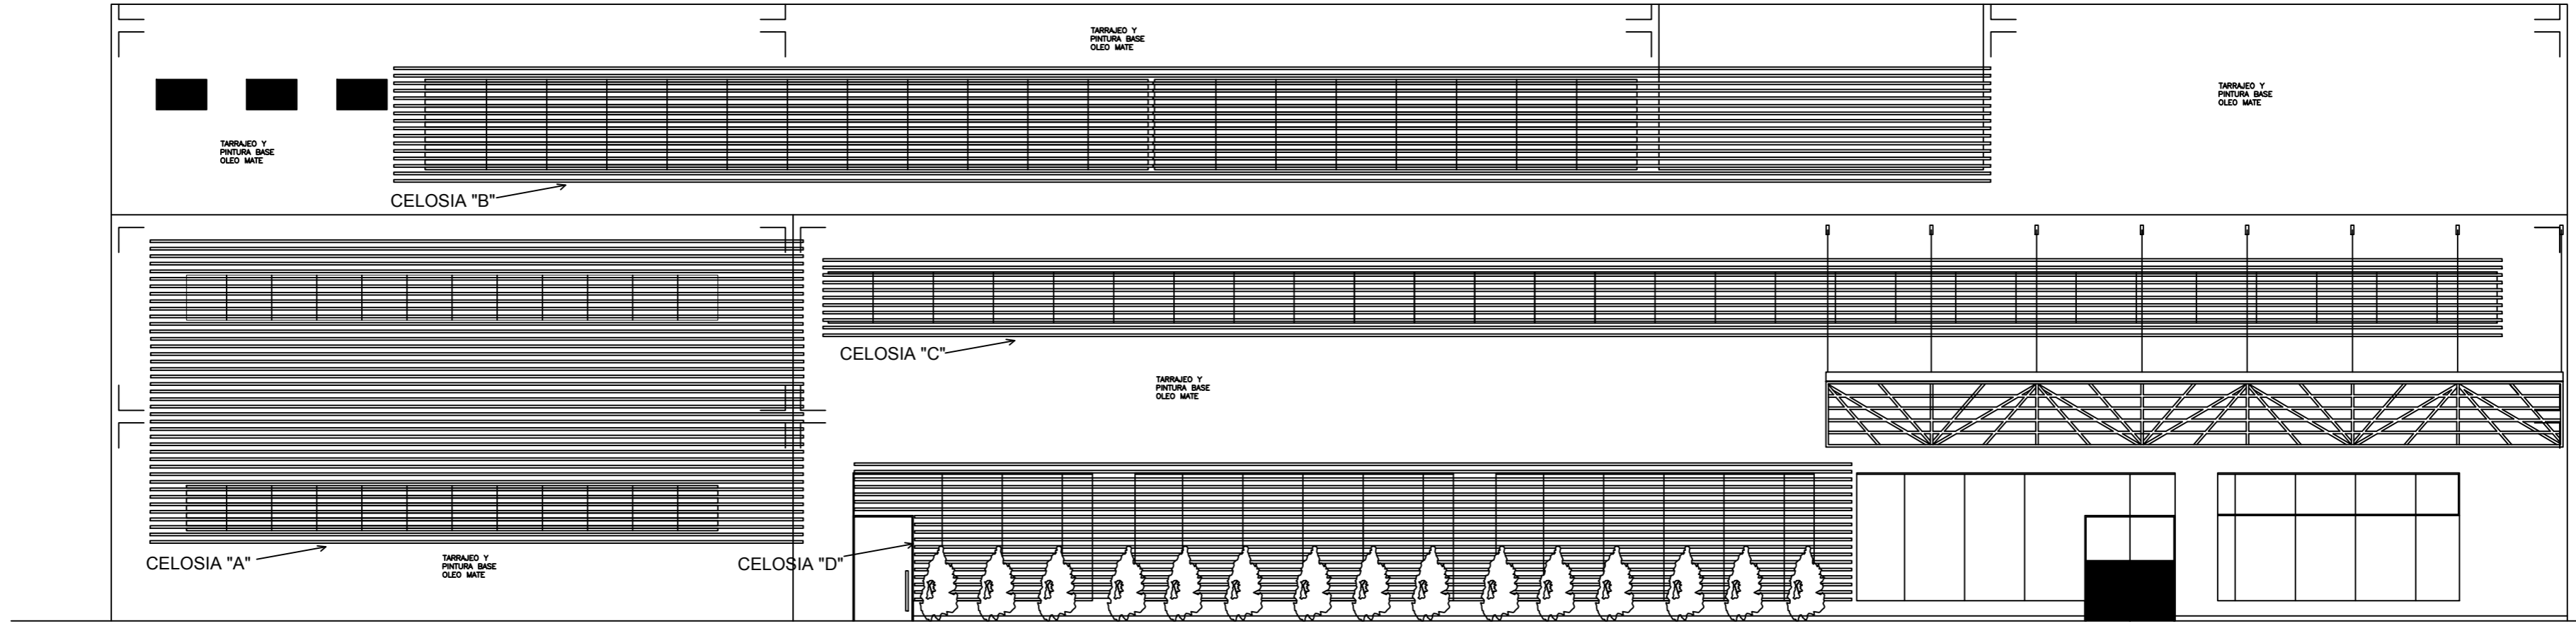 TARRAJEO Y
PINTURA BASE
OLEO MATE
TARRAJEO Y
PINTURA BASE
OLEO MATE
TARRAJEO Y
PINTURA BASE
OLEO MATE
CELOSIA "B"
CELOSIA "C"
TARRAJEO Y
PINTURA BASE
OLEO MATE
CELOSIA "A"
TARRAJEO Y
PINTURA BASE
OLEO MATE
CELOSIA "D"